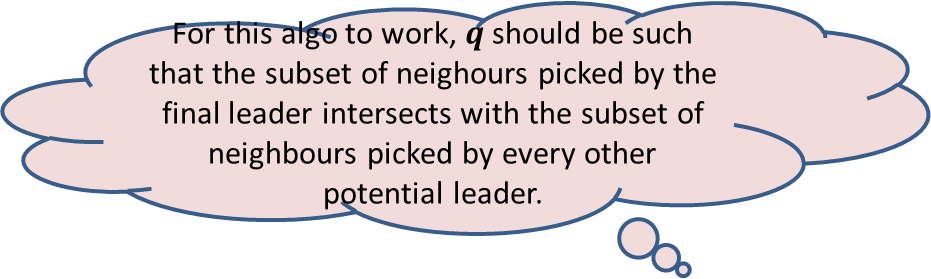 For this algo to work, q should be such
that the subset of neighours picked by the
final leader intersects with the subset of
neighbours picked by every other
potential leader.